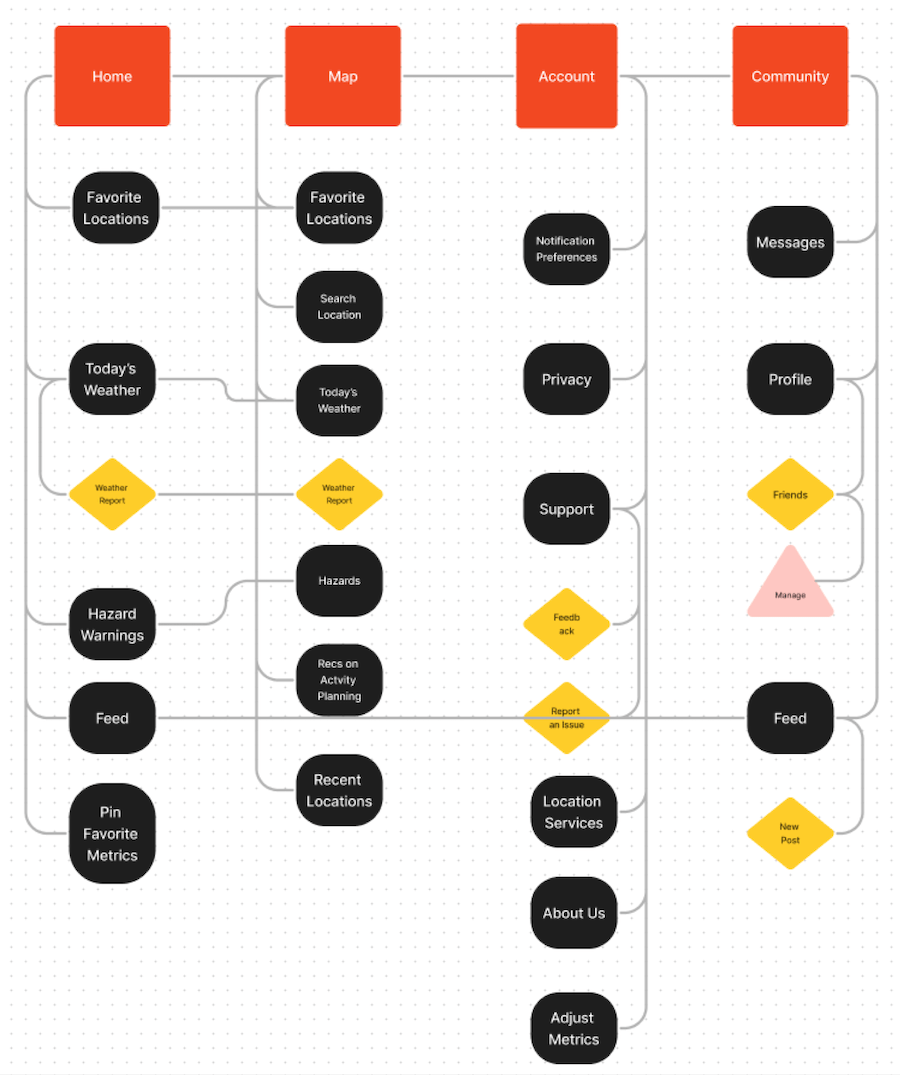 Home
Map
Account
Community
Favorite
Locations
Favorite
Locations
Notification
Preferences
Messages
Search
Location
Today's
Weather
Today's
Weather
Privacy
Profile
Weather
Report
Weather
Report
Support
Friends
Hazards
Manage
Hazard
Warnings
Feedb
ack
Recs on
Actvity
Planning
Feed
Report
an Issue
Feed
Recent
Locations
Location
Services
Pin
Favorite
Metrics
New
Post
About Us
Adjust
Metrics